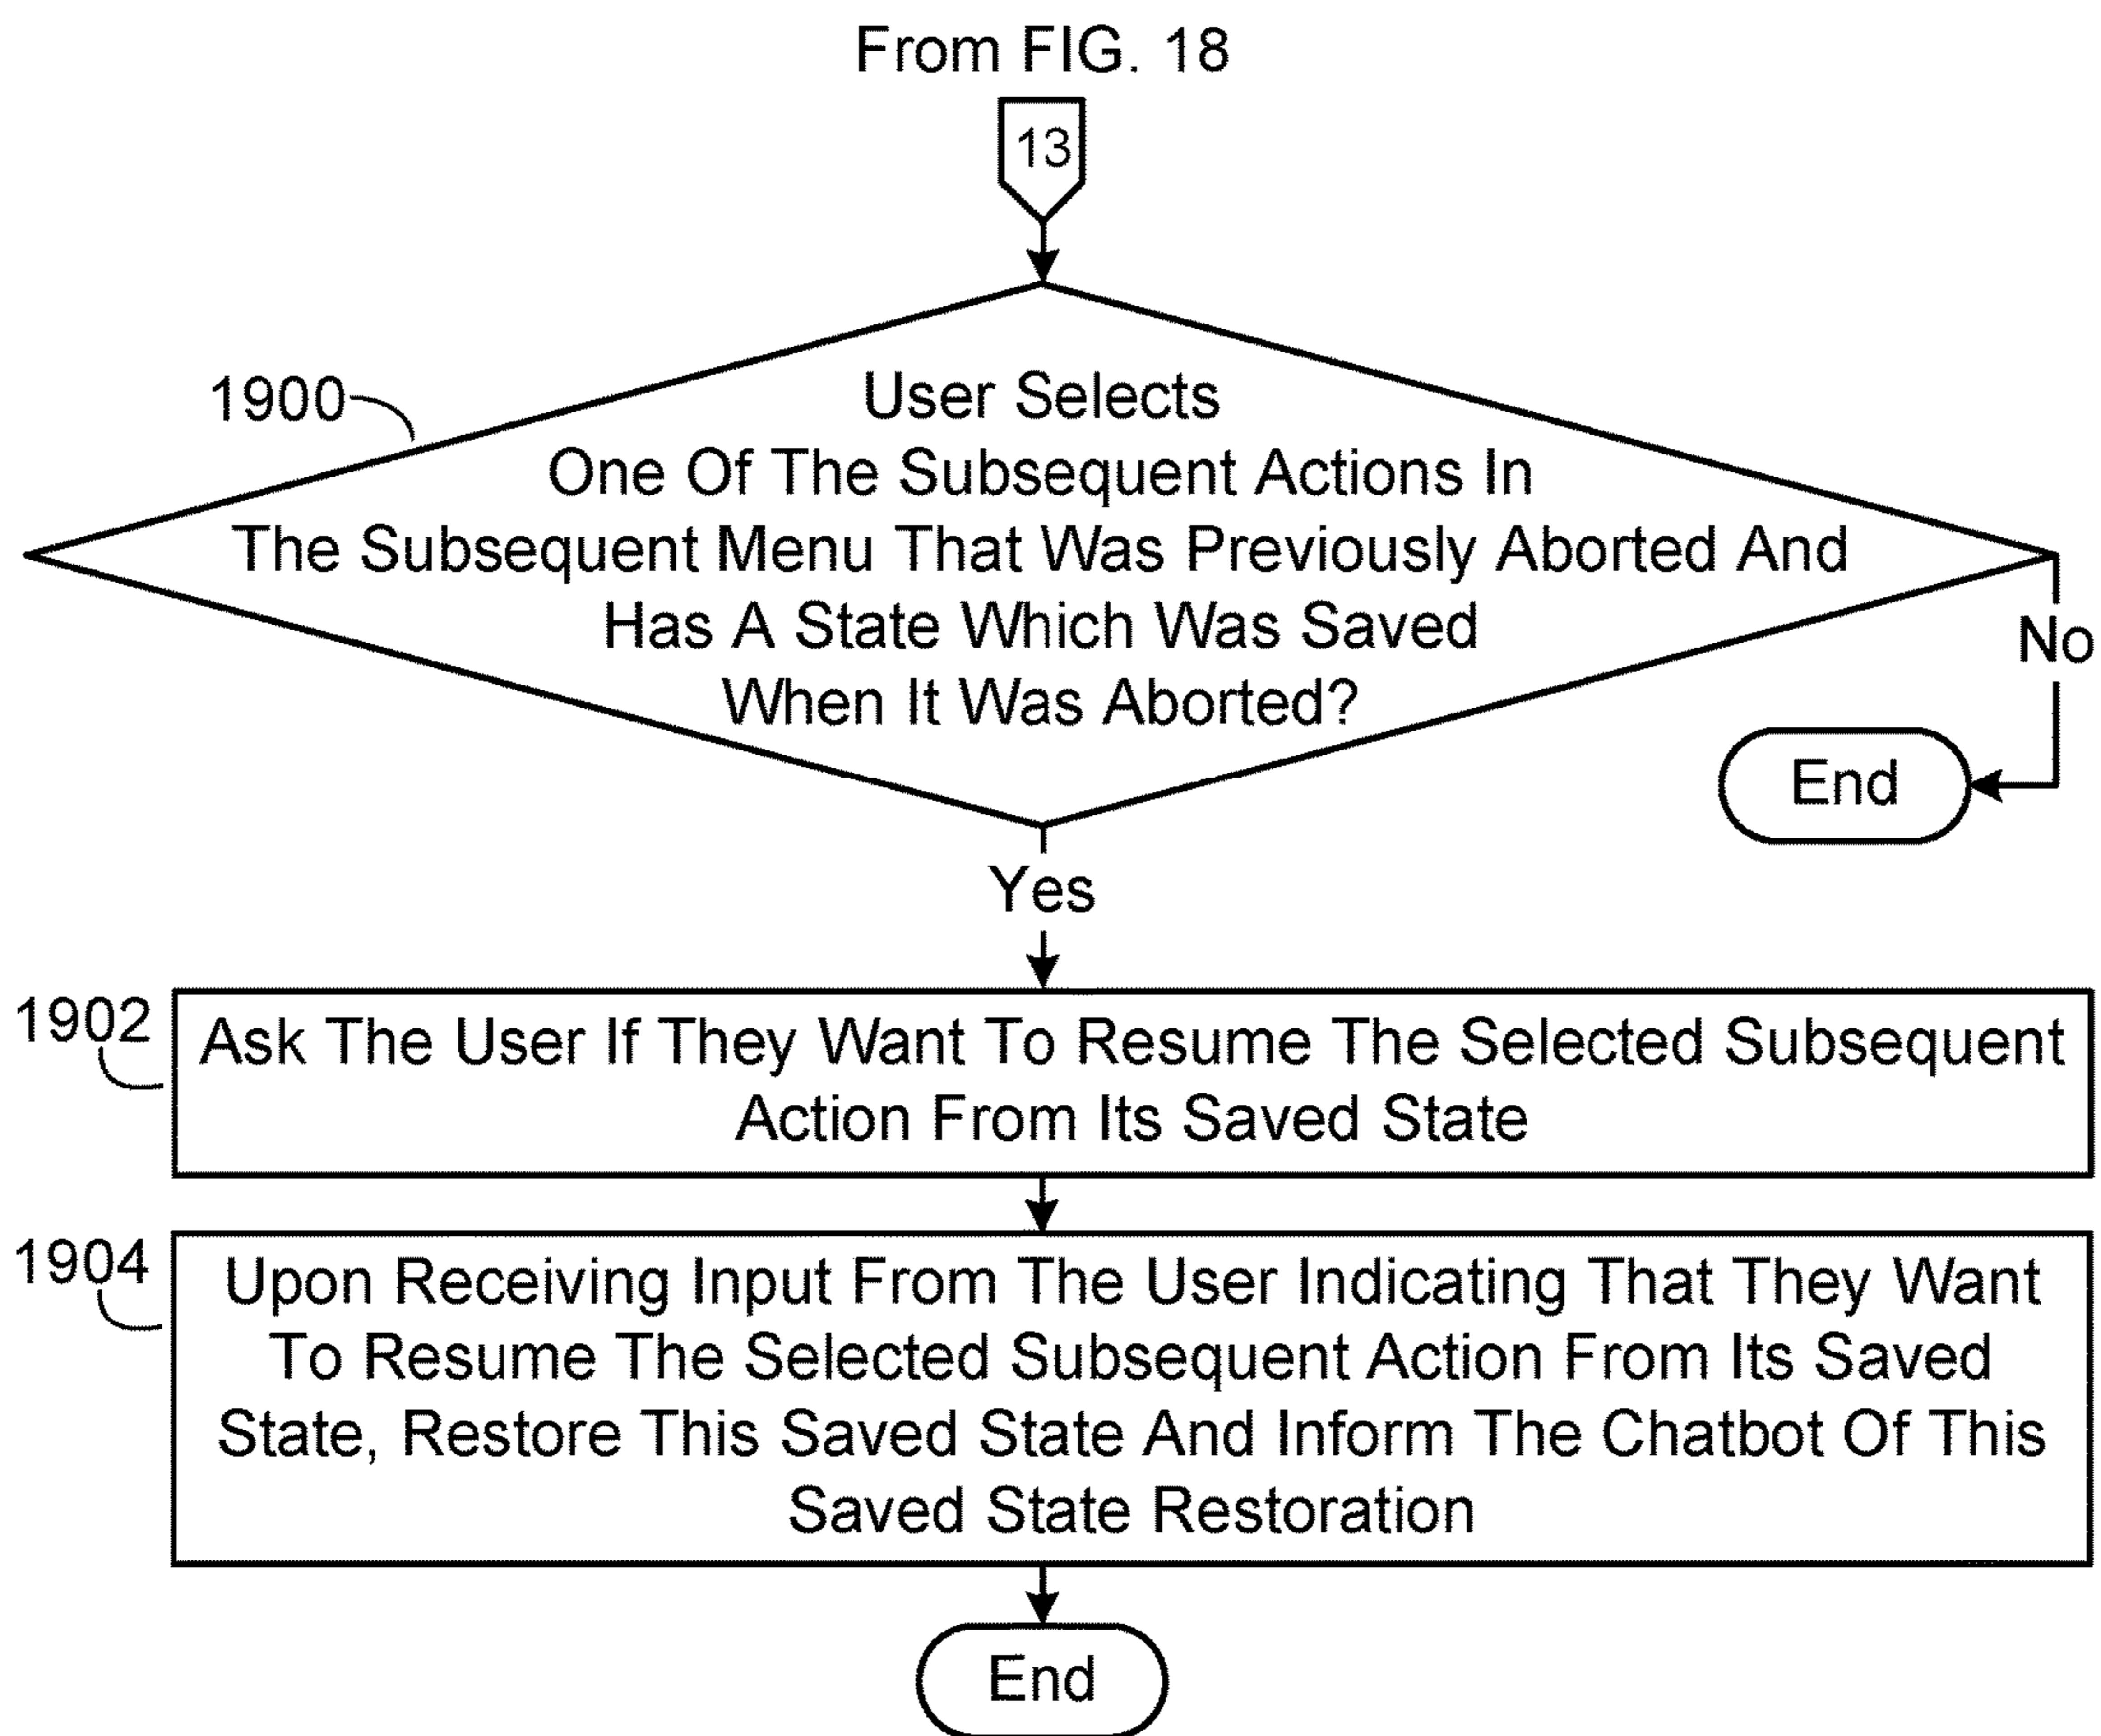 From FIG. 18
13
1900
User Selects
One Of The Subsequent Actions In
The Subsequent Menu That Was Previously Aborted And
Has A State Which Was Saved
When It Was Aborted?
No
End
Yes
1902
Ask The User If They Want To Resume The Selected Subsequent
Action From Its Saved State
1904
Upon Receiving Input From The User Indicating That They Want
To Resume The Selected Subsequent Action From Its Saved
State, Restore This Saved State And Inform The Chatbot Of This
Saved State Restoration
End